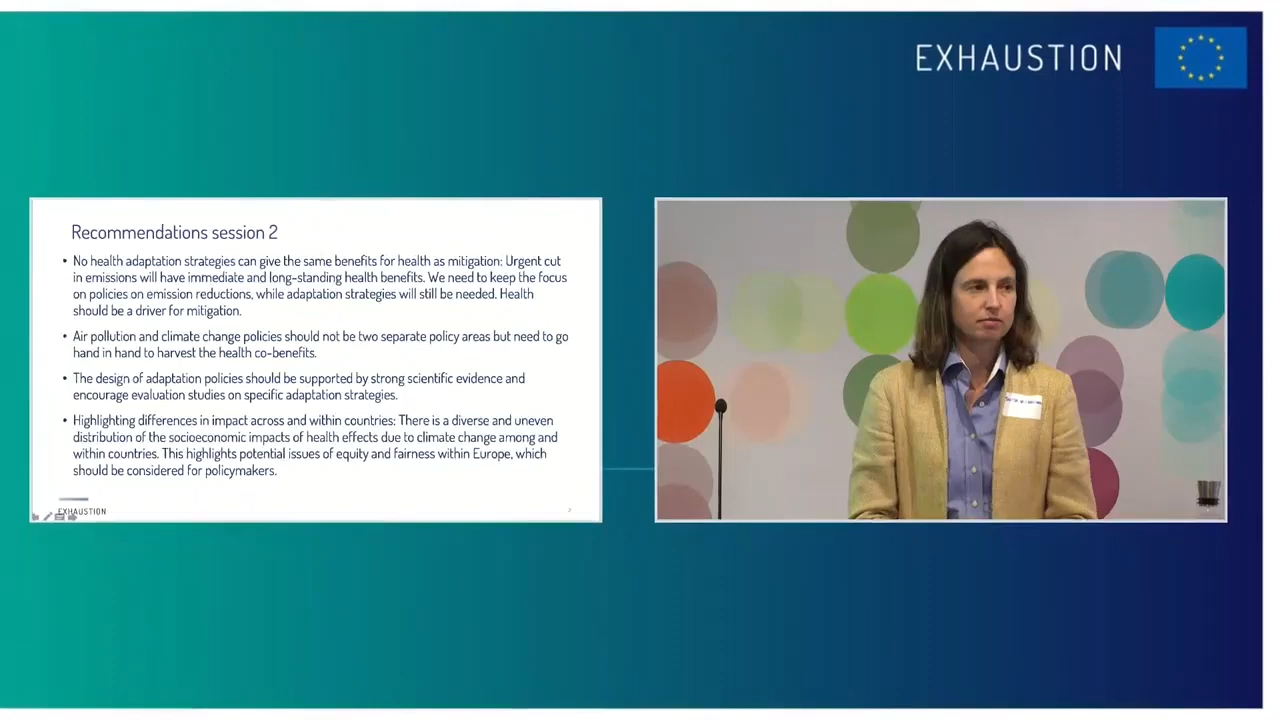 EXHAUSTION
Recommendations session 2
• No health adaptation strategies can give the same benefits for health as mitigation: Urgent cut
in emissions will have immediate and long-standing health benefits. We need to keep the focus
on policies on emission reductions, while adaptation strategies will still be needed. Health
should be a driver for mitigation.
• Air pollution and climate change policies should not be two separate policy areas but need to go
hand in hand to harvest the health co-benefits.
• The design of adaptation policies should be supported by strong scientific evidence and
encourage evaluation studies on specific adaptation strategies.
• Highlighting differences in impact across and within countries: There is a diverse and uneven
distribution of the socioeconomic impacts of health effects due to climate change among and
within countries. This highlights potential issues of equity and fairness within Europe, which
should be considered for policymakers.
EXHAUSTION